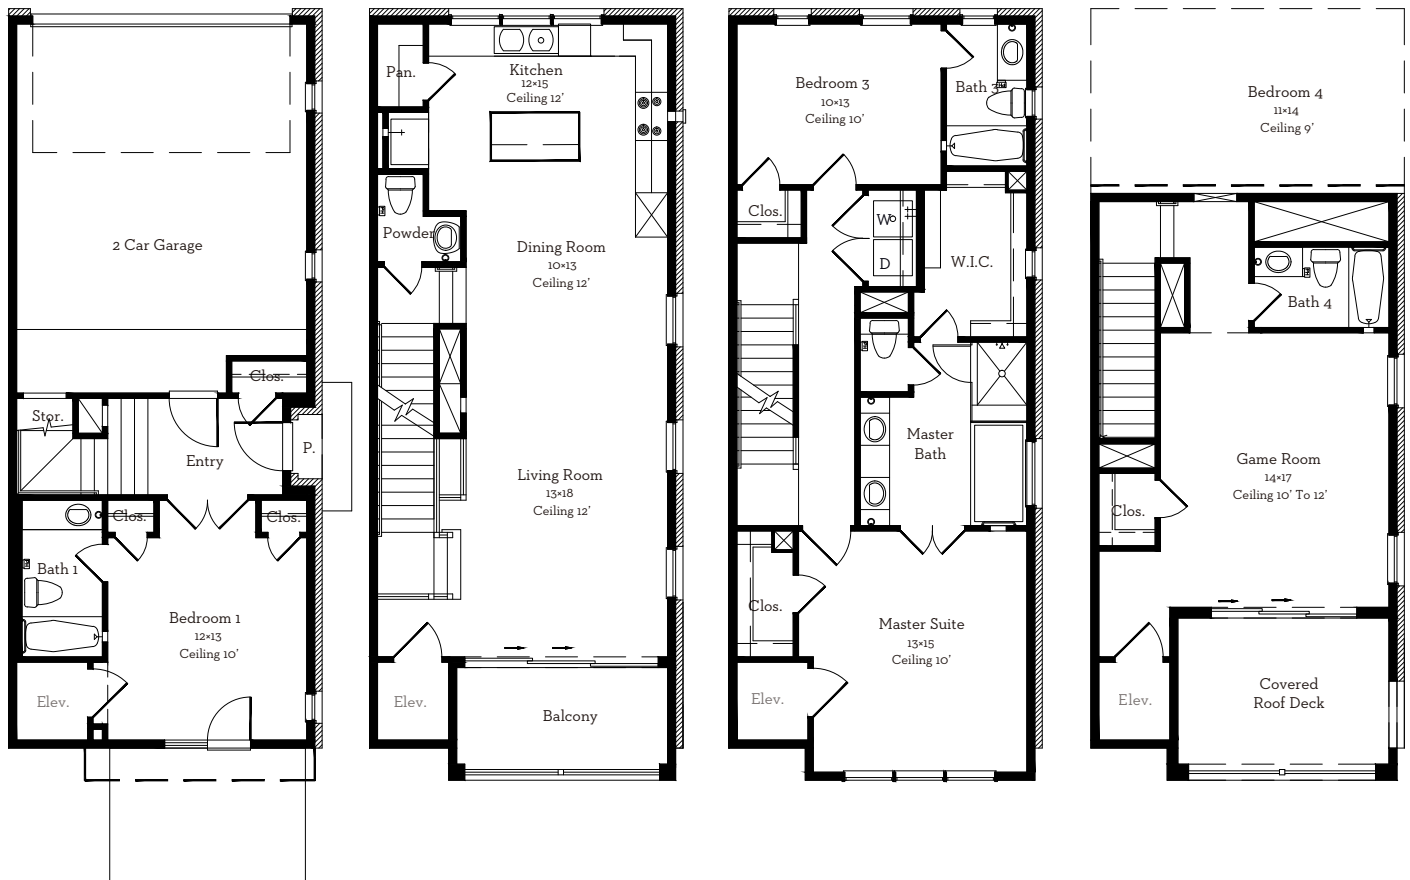 2 Car Garage
Clos.
Stor.
Entry
P.
Clos.
Clos.
Bath 1
Bedroom 1
12×13
Ceiling 10'
Elev.
Pan.
Kitchen
12×15
Ceiling 12'
Powder
Dining Room
10×13
Ceiling 12'
Living Room
13×18
Ceiling 12'
Elev.
Balcony
Bedroom 3
10×13
Ceiling 10'
Bath 3
Clos.
W
D
W.I.C.
Master
Bath
Clos.
Master Suite
13×15
Ceiling 10'
Elev.
Bedroom 4
11×14
Ceiling 9'
Bath 4
Game Room
14×17
Ceiling 10' To 12'
Clos.
Elev.
Covered
Roof Deck